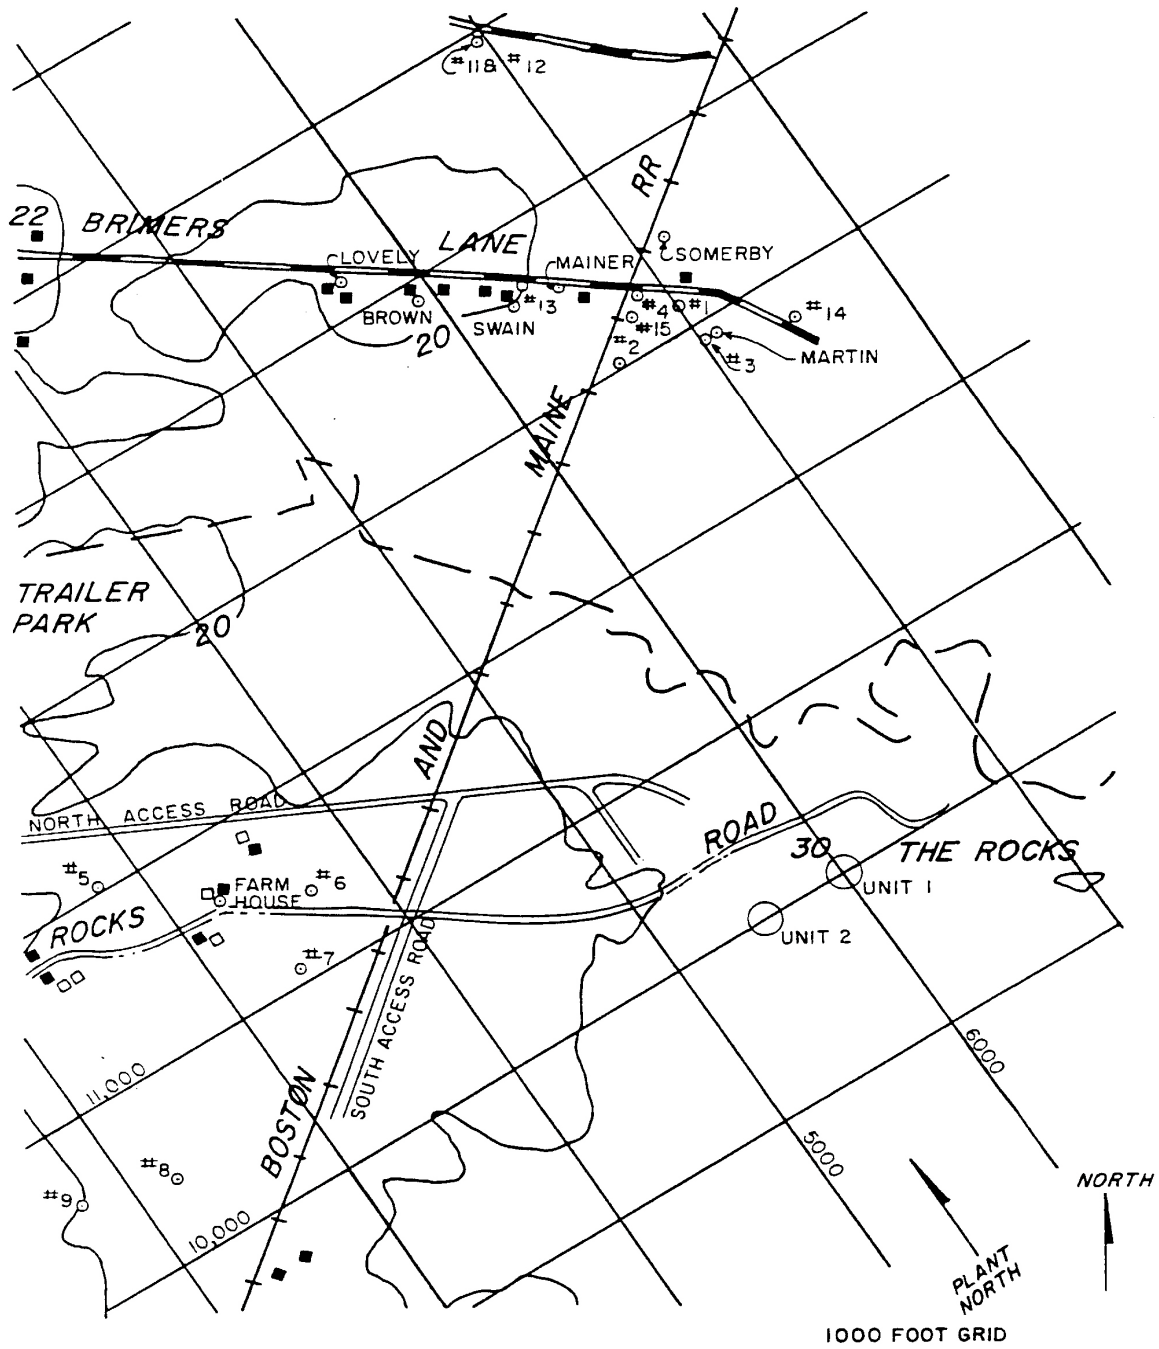 #11 & #12
RR
22
BRIMERS LANE
LOVELY
MAINER
SOMERBY
BROWN
20
SWAIN
#13
#4
#1
#15
#14
#2
#3
MARTIN
MAINE
TRAILER
PARK
20
AND
NORTH ACCESS ROAD
ROAD
30
THE ROCKS
#5
FARM
HOUSE
#6
UNIT 1
ROCKS
UNIT 2
#7
SOUTH ACCESS ROAD
11,000
6000
BOSTON
5000
#8
#9
10,000
NORTH
PLANT
NORTH
1000 FOOT GRID